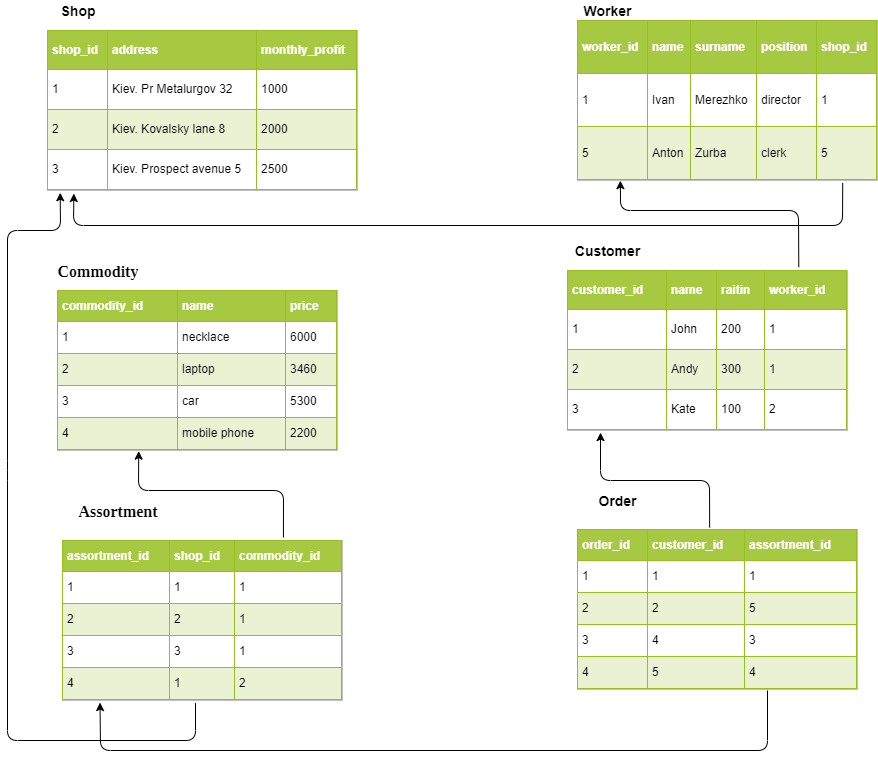 Shop
shop_id address monthly_profit
1 Kiev. Pr Metalurgov 32 1000
2 Kiev. Kovalsky lane 8 2000
3 Kiev. Prospect avenue 5 2500
Worker
worker_id name surname position shop_id
1 Ivan Merezhko director 1
5 Anton Zurba clerk 5
Commodity
commodity_id name price
1 necklace 6000
2 laptop 3460
3 car 5300
4 mobile phone 2200
Customer
customer_id name raitin worker_id
1 John 200 1
2 Andy 300 1
3 Kate 100 2
Assortment
assortment_id shop_id commodity_id
1 1 1
2 2 1
3 3 1
4 1 2
Order
order_id customer_id assortment_id
1 1 1
2 2 5
3 4 3
4 5 4